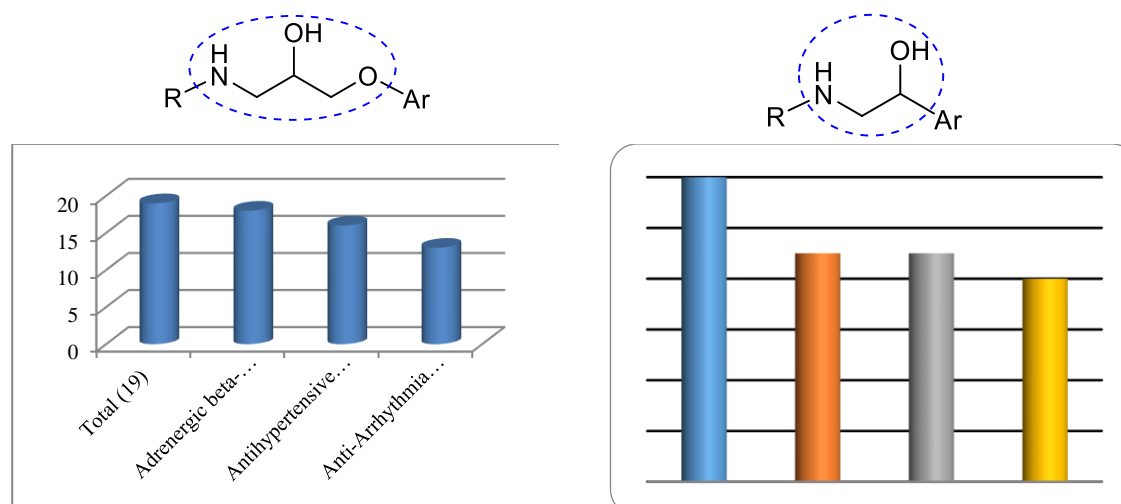 OH
H
N
O
R
Ar
OH
H
N
R
Ar
20
15
10
5
0
Total (19)
Adrenergic beta-…
Antihypertensive…
Anti-Arrhythmia…